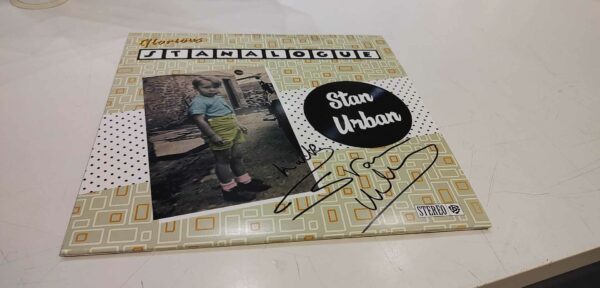 Glorious
STANALOGUE
Stan
Urban
STEREO